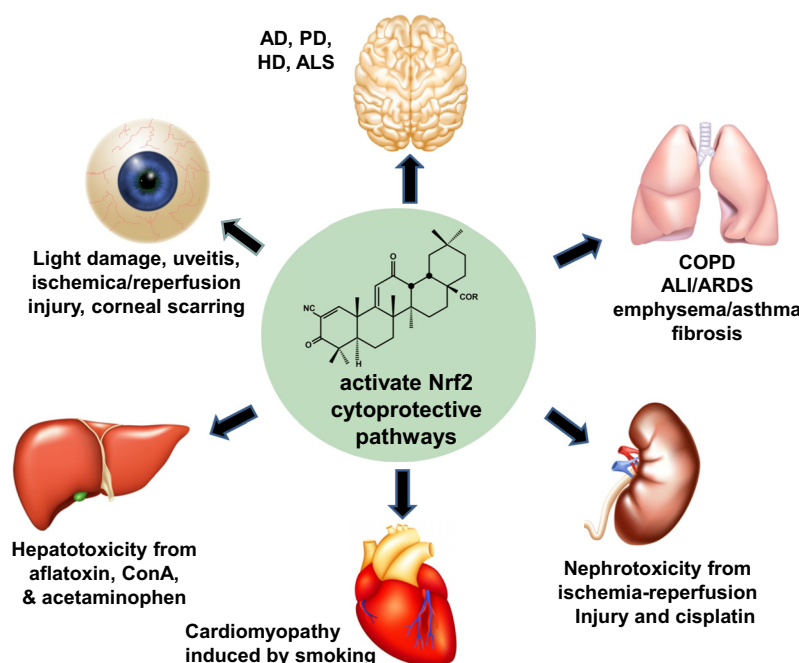 AD, PD,
HD, ALS
Light damage, uveitis,
ischemica/reperfusion
injury, corneal scarring
COPD
ALI/ARDS
emphysema/asthma
fibrosis
O
COR
NC
O
H
activate Nrf2
cytoprotective
pathways
Hepatotoxicity from
aflatoxin, ConA,
& acetaminophen
Cardiomyopathy
induced by smoking
Nephrotoxicity from
ischemia-reperfusion
Injury and cisplatin